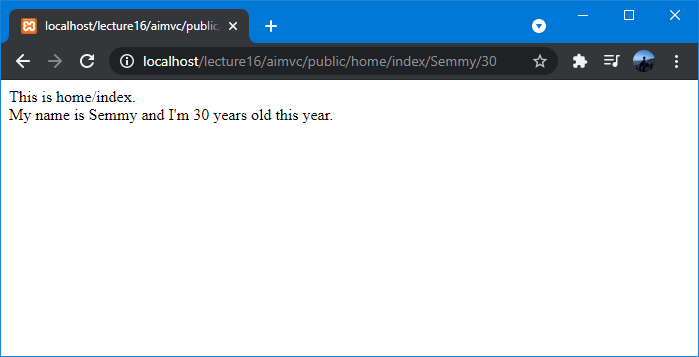 localhost/lecture16/aimvc/public/
localhost/lecture16/aimvc/public/home/index/Semmy/30
This is home/index.
My name is Semmy and I'm 30 years old this year.